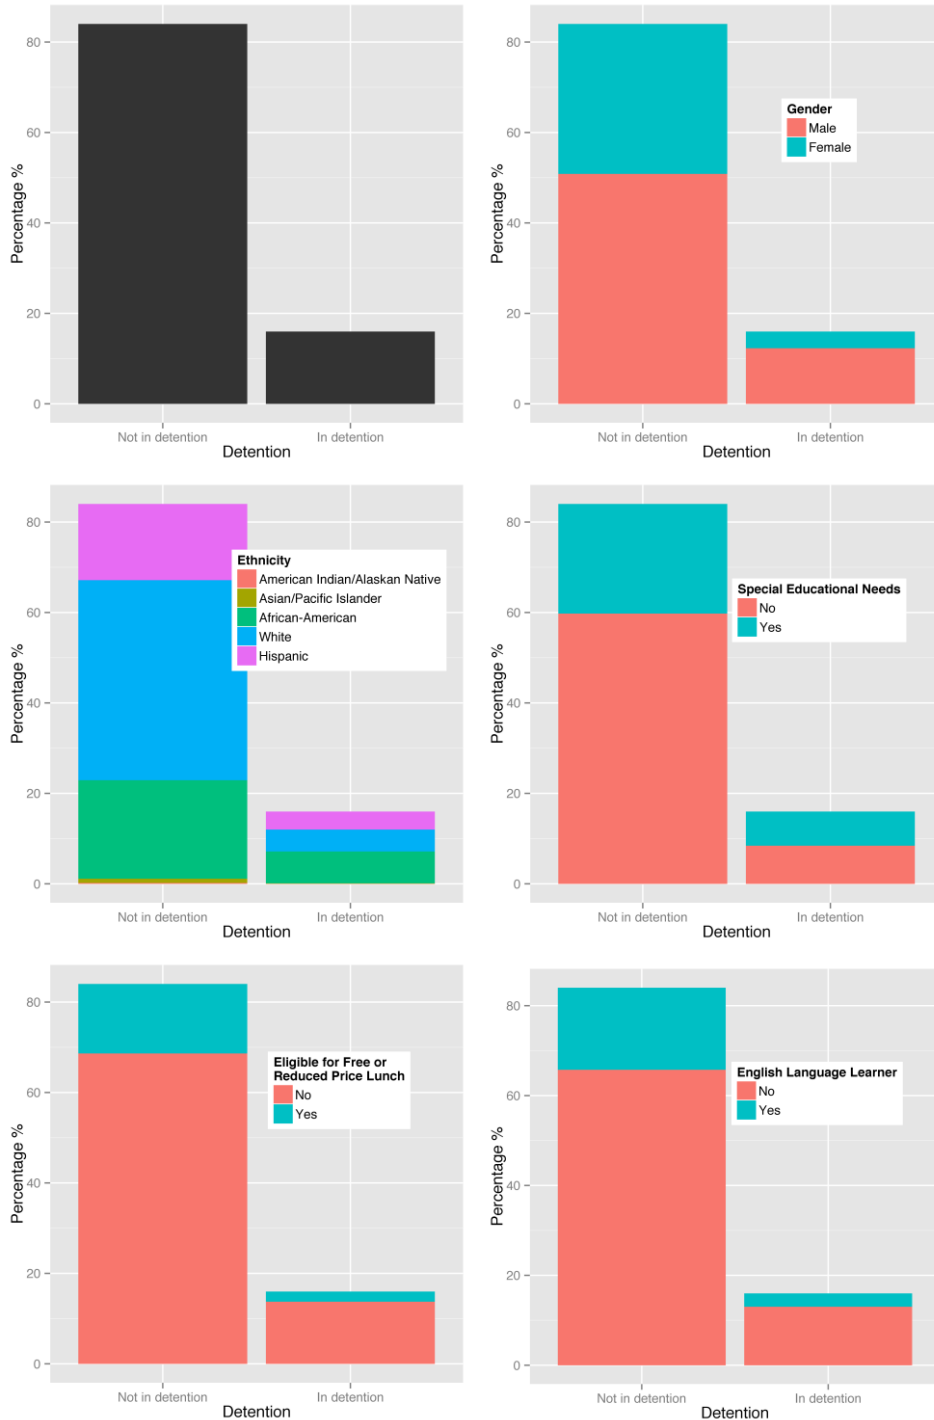 80
60
40
20
0
Percentage %
Not in detention
In detention
Detention
80
60
40
20
0
Percentage %
Gender
Male
Female
Not in detention
In detention
Detention
80
60
40
20
0
Percentage %
Ethnicity
American Indian/Alaskan Native
Asian/Pacific Islander
African-American
White
Hispanic
Not in detention
In detention
Detention
80
60
40
20
0
Percentage %
Special Educational Needs
No
Yes
Not in detention
In detention
Detention
80
60
40
20
0
Percentage %
Eligible for Free or
Reduced Price Lunch
No
Yes
Not in detention
In detention
Detention
80
60
40
20
0
Percentage %
English Language Learner
No
Yes
Not in detention
In detention
Detention